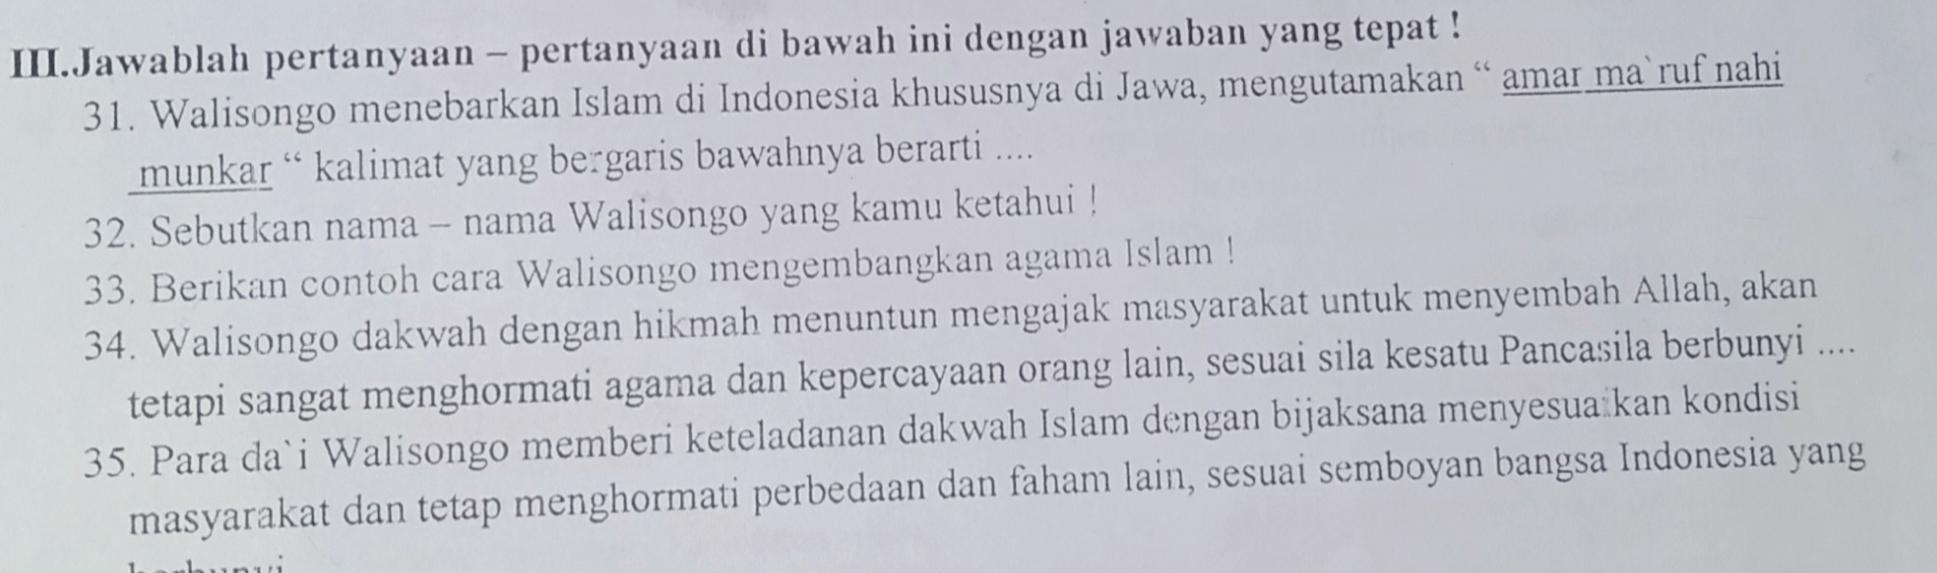 III.Jawablah pertanyaan – pertanyaan di bawah ini dengan jawaban yang tepat !
31. Walisongo menebarkan Islam di Indonesia khususnya di Jawa, mengutamakan “ amar ma`ruf nahi
munkar “ kalimat yang bergaris bawahnya berarti ....
32. Sebutkan nama – nama Walisongo yang kamu ketahui !
33. Berikan contoh cara Walisongo mengembangkan agama Islam !
34. Walisongo dakwah dengan hikmah menuntun mengajak masyarakat untuk menyembah Allah, akan
tetapi sangat menghormati agama dan kepercayaan orang lain, sesuai sila kesatu Pancasila berbunyi ....
35. Para da`i Walisongo memberi keteladanan dakwah Islam dengan bijaksana menyesuaikan kondisi
masyarakat dan tetap menghormati perbedaan dan faham lain, sesuai semboyan bangsa Indonesia yang